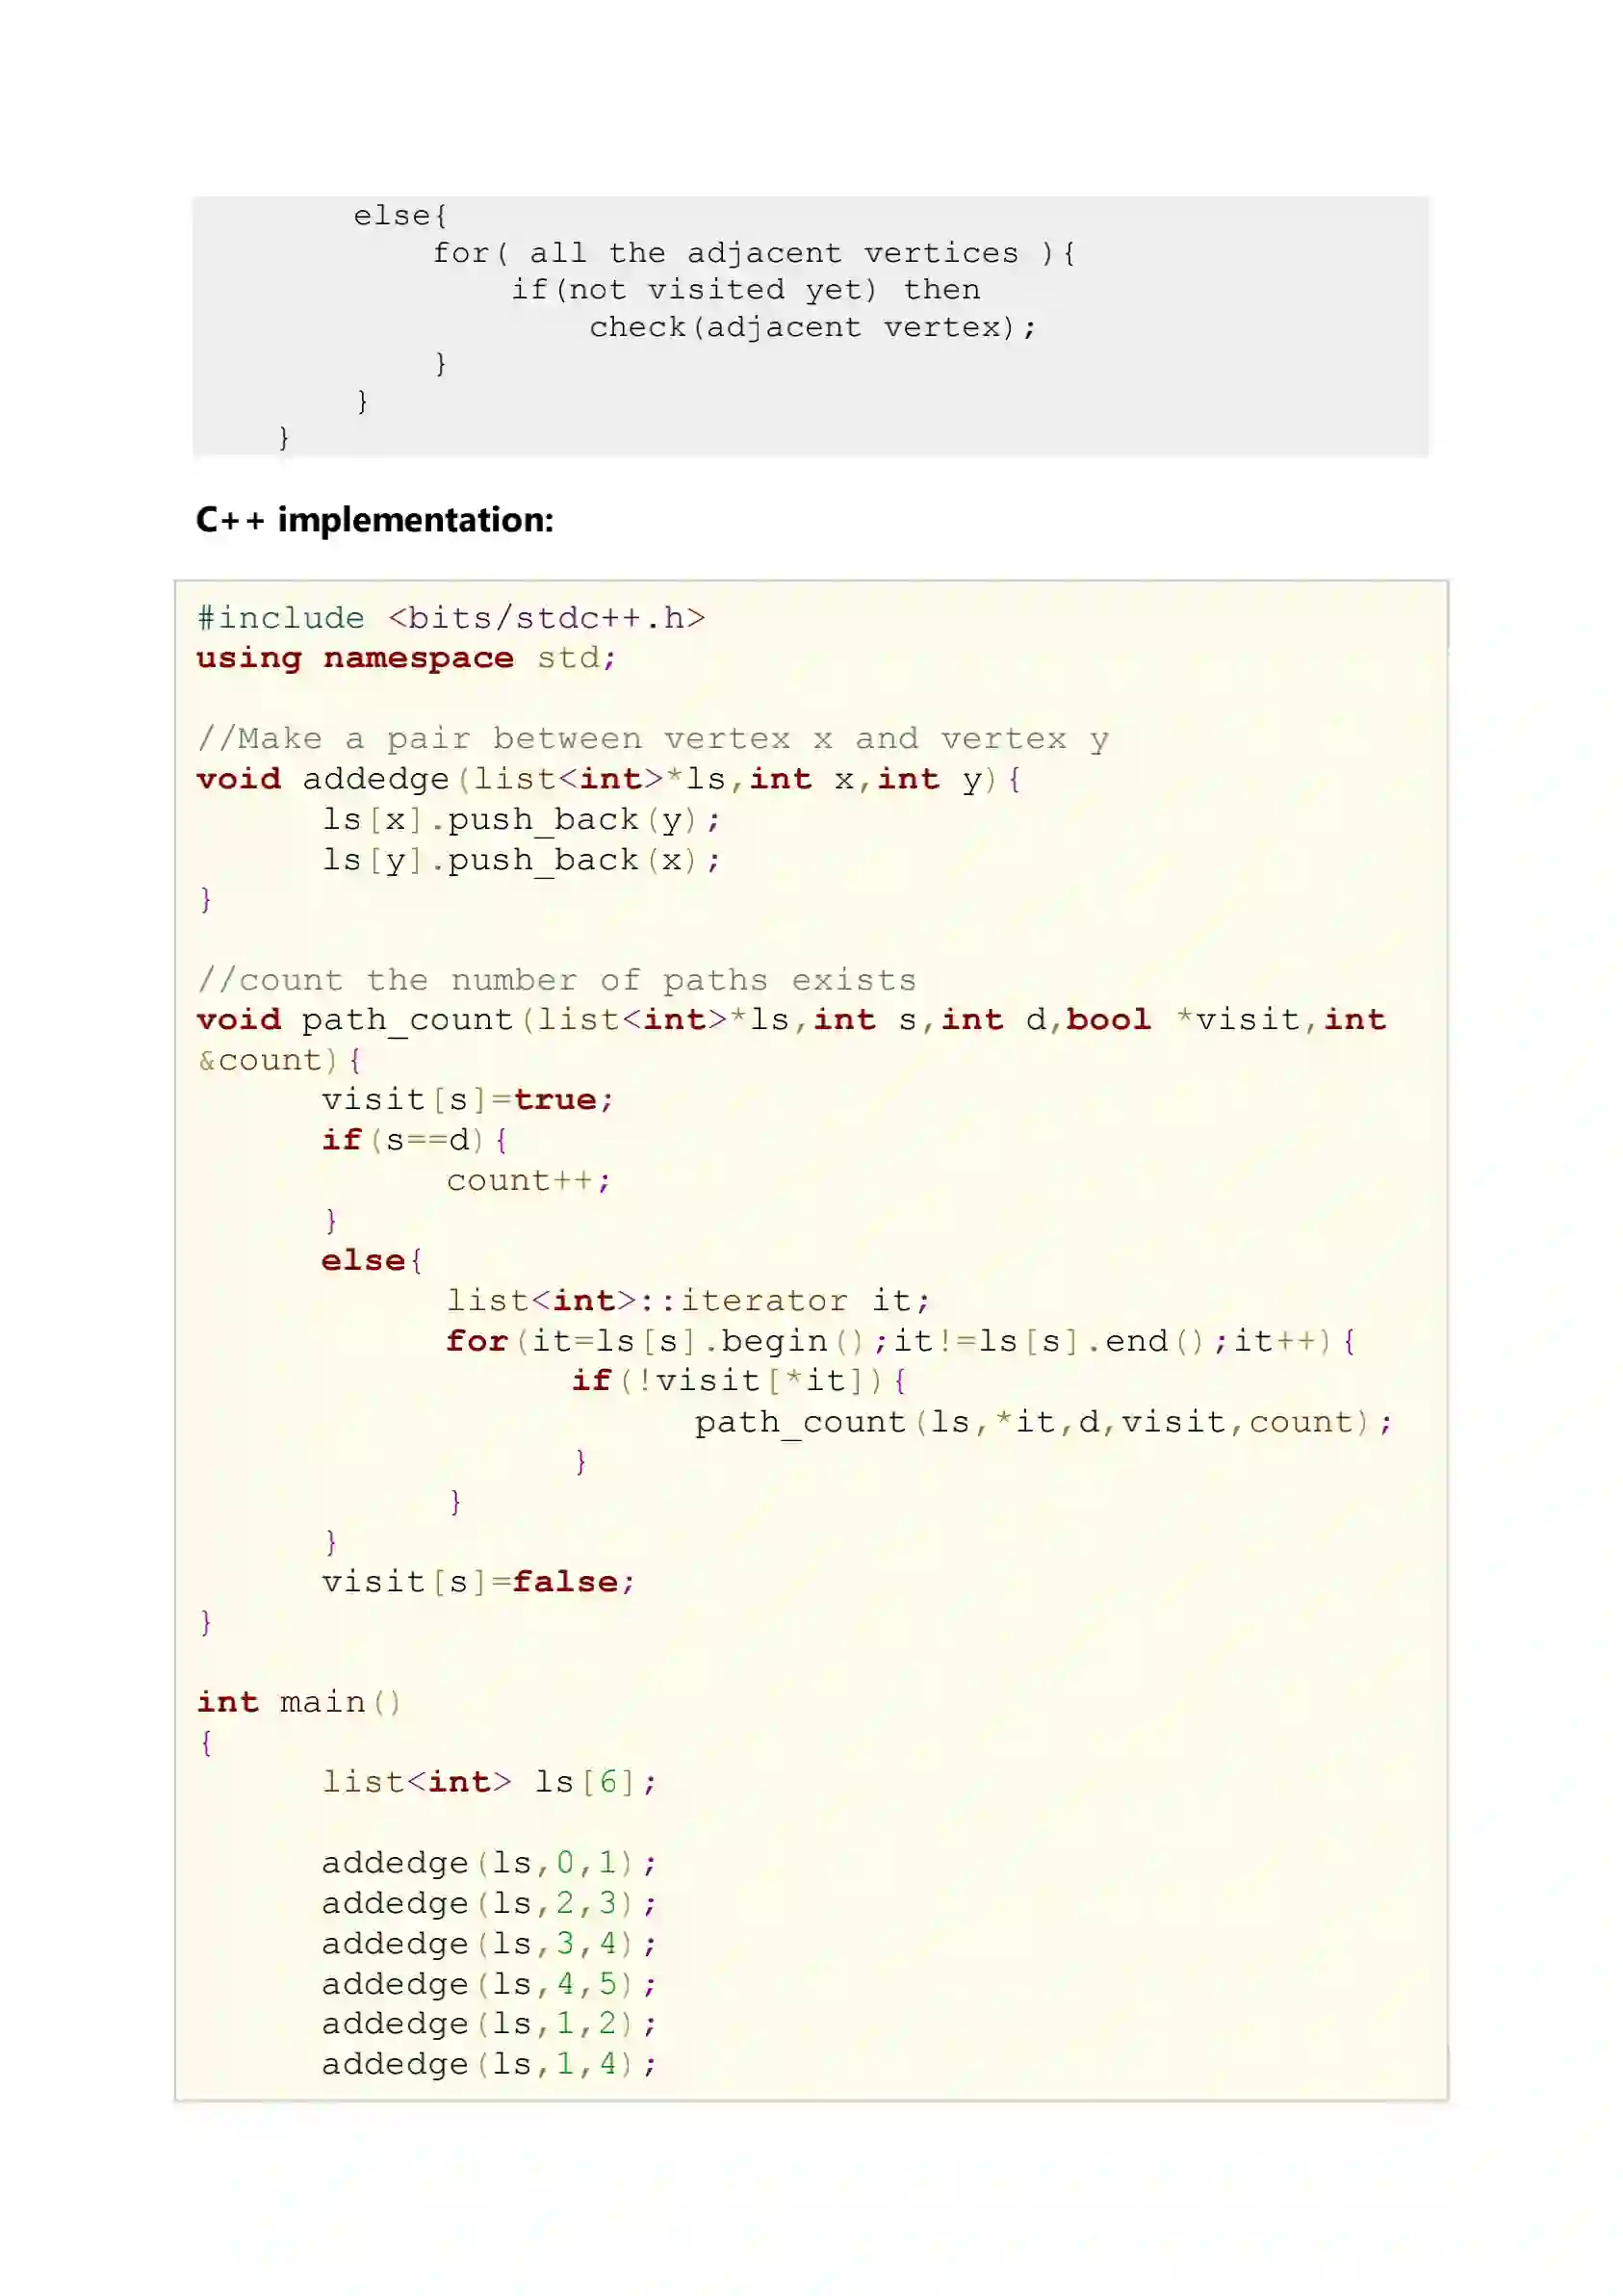 else{
for( all the adjacent vertices ){
if(not visited yet) then
check(adjacent vertex);
}
}
}
C++ implementation:
#include <bits/stdc++.h>
using namespace std;
//Make a pair between vertex x and vertex y
void addedge(list<int>*ls,int x,int y){
ls[x].push_back(y);
ls[y].push_back(x);
}
//count the number of paths exists
void path_count(list<int>*ls,int s,int d,bool *visit,int
&count){
visit[s]=true;
if(s==d){
count++;
}
else{
list<int>::iterator it;
for(it=ls[s].begin();it!=ls[s].end();it++){
if(!visit[*it]){
path_count(ls,*it,d,visit,count);
}
}
}
visit[s]=false;
}
int main()
{
list<int> ls[6];
addedge(ls,0,1);
addedge(ls,2,3);
addedge(ls,3,4);
addedge(ls,4,5);
addedge(ls,1,2);
addedge(ls,1,4);